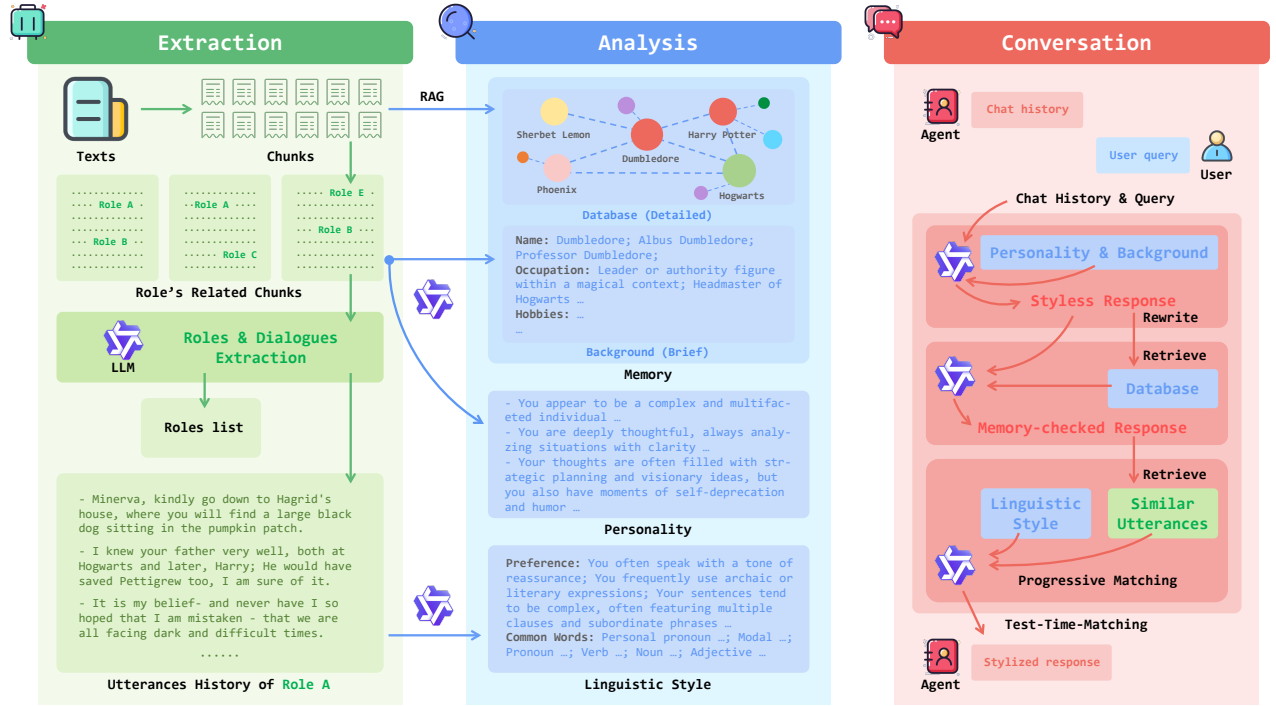 Extraction
Texts
Chunks
Role A
Role B
Role A
Role C
Role E
Role B
Role's Related Chunks
LLM
Roles & Dialogues
Extraction
Roles list
- Minerva, kindly go down to Hagrid's
house, where you will find a large black
dog sitting in the pumpkin patch.
- I knew your father very well, both at
Hogwarts and later, Harry; He would have
saved Pettigrew too, I am sure of it.
- It is my belief- and never have I so
hoped that I am mistaken - that we are
all facing dark and difficult times.
......
Utterances History of Role A
Analysis
RAG
Sherbet Lemon
Harry Potter
Dumbledore
Phoenix
Hogwarts
Database (Detailed)
Name: Dumbledore; Albus Dumbledore;
Professor Dumbledore;
Occupation: Leader or authority figure
within a magical context; Headmaster of
Hogwarts …
Hobbies: …
…
Background (Brief)
Memory
- You appear to be a complex and multifac-
eted individual …
- You are deeply thoughtful, always analy-
zing situations with clarity …
- Your thoughts are often filled with str-
ategic planning and visionary ideas, but
you also have moments of self-deprecation
and humor …
Personality
Preference: You often speak with a tone of
reassurance; You frequently use archaic or
literary expressions; Your sentences tend
to be complex, often featuring multiple
clauses and subordinate phrases …
Common Words: Personal pronoun …; Modal …;
Pronoun …; Verb …; Noun …; Adjective …
Linguistic Style
Conversation
Agent
Chat history
User query
User
Chat History & Query
Personality & Background
Styless Response
Rewrite
Retrieve
Database
Memory-checked Response
Retrieve
Linguistic
Style
Similar
Utterances
Progressive Matching
Test-Time-Matching
Agent
Stylized response